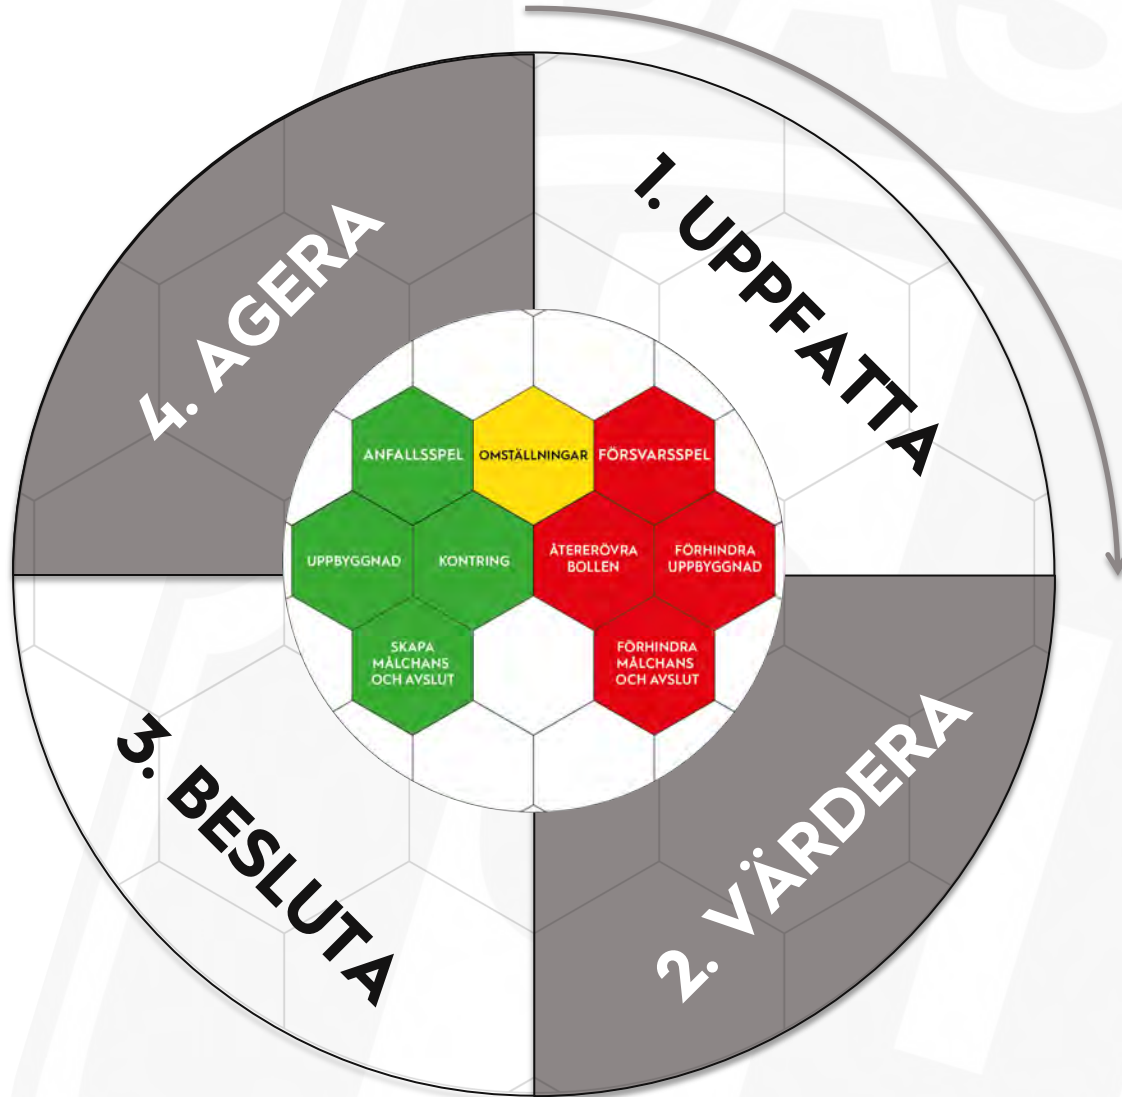 1. UPPFATTA
2. VÄRDERA
3. BESLUTA
4. AGERA
ANFALLSSPEL
OMSTÄLLNINGAR
FÖRSVARSSPEL
UPPBYGGNAD
KONTRING
ÅTERERÖVRA
BOLLEN
FÖRHINDRA
UPPBYGGNAD
SKAPA
MÅLCHANS
OCH AVSLUT
FÖRHINDRA
MÅLCHANS
OCH AVSLUT